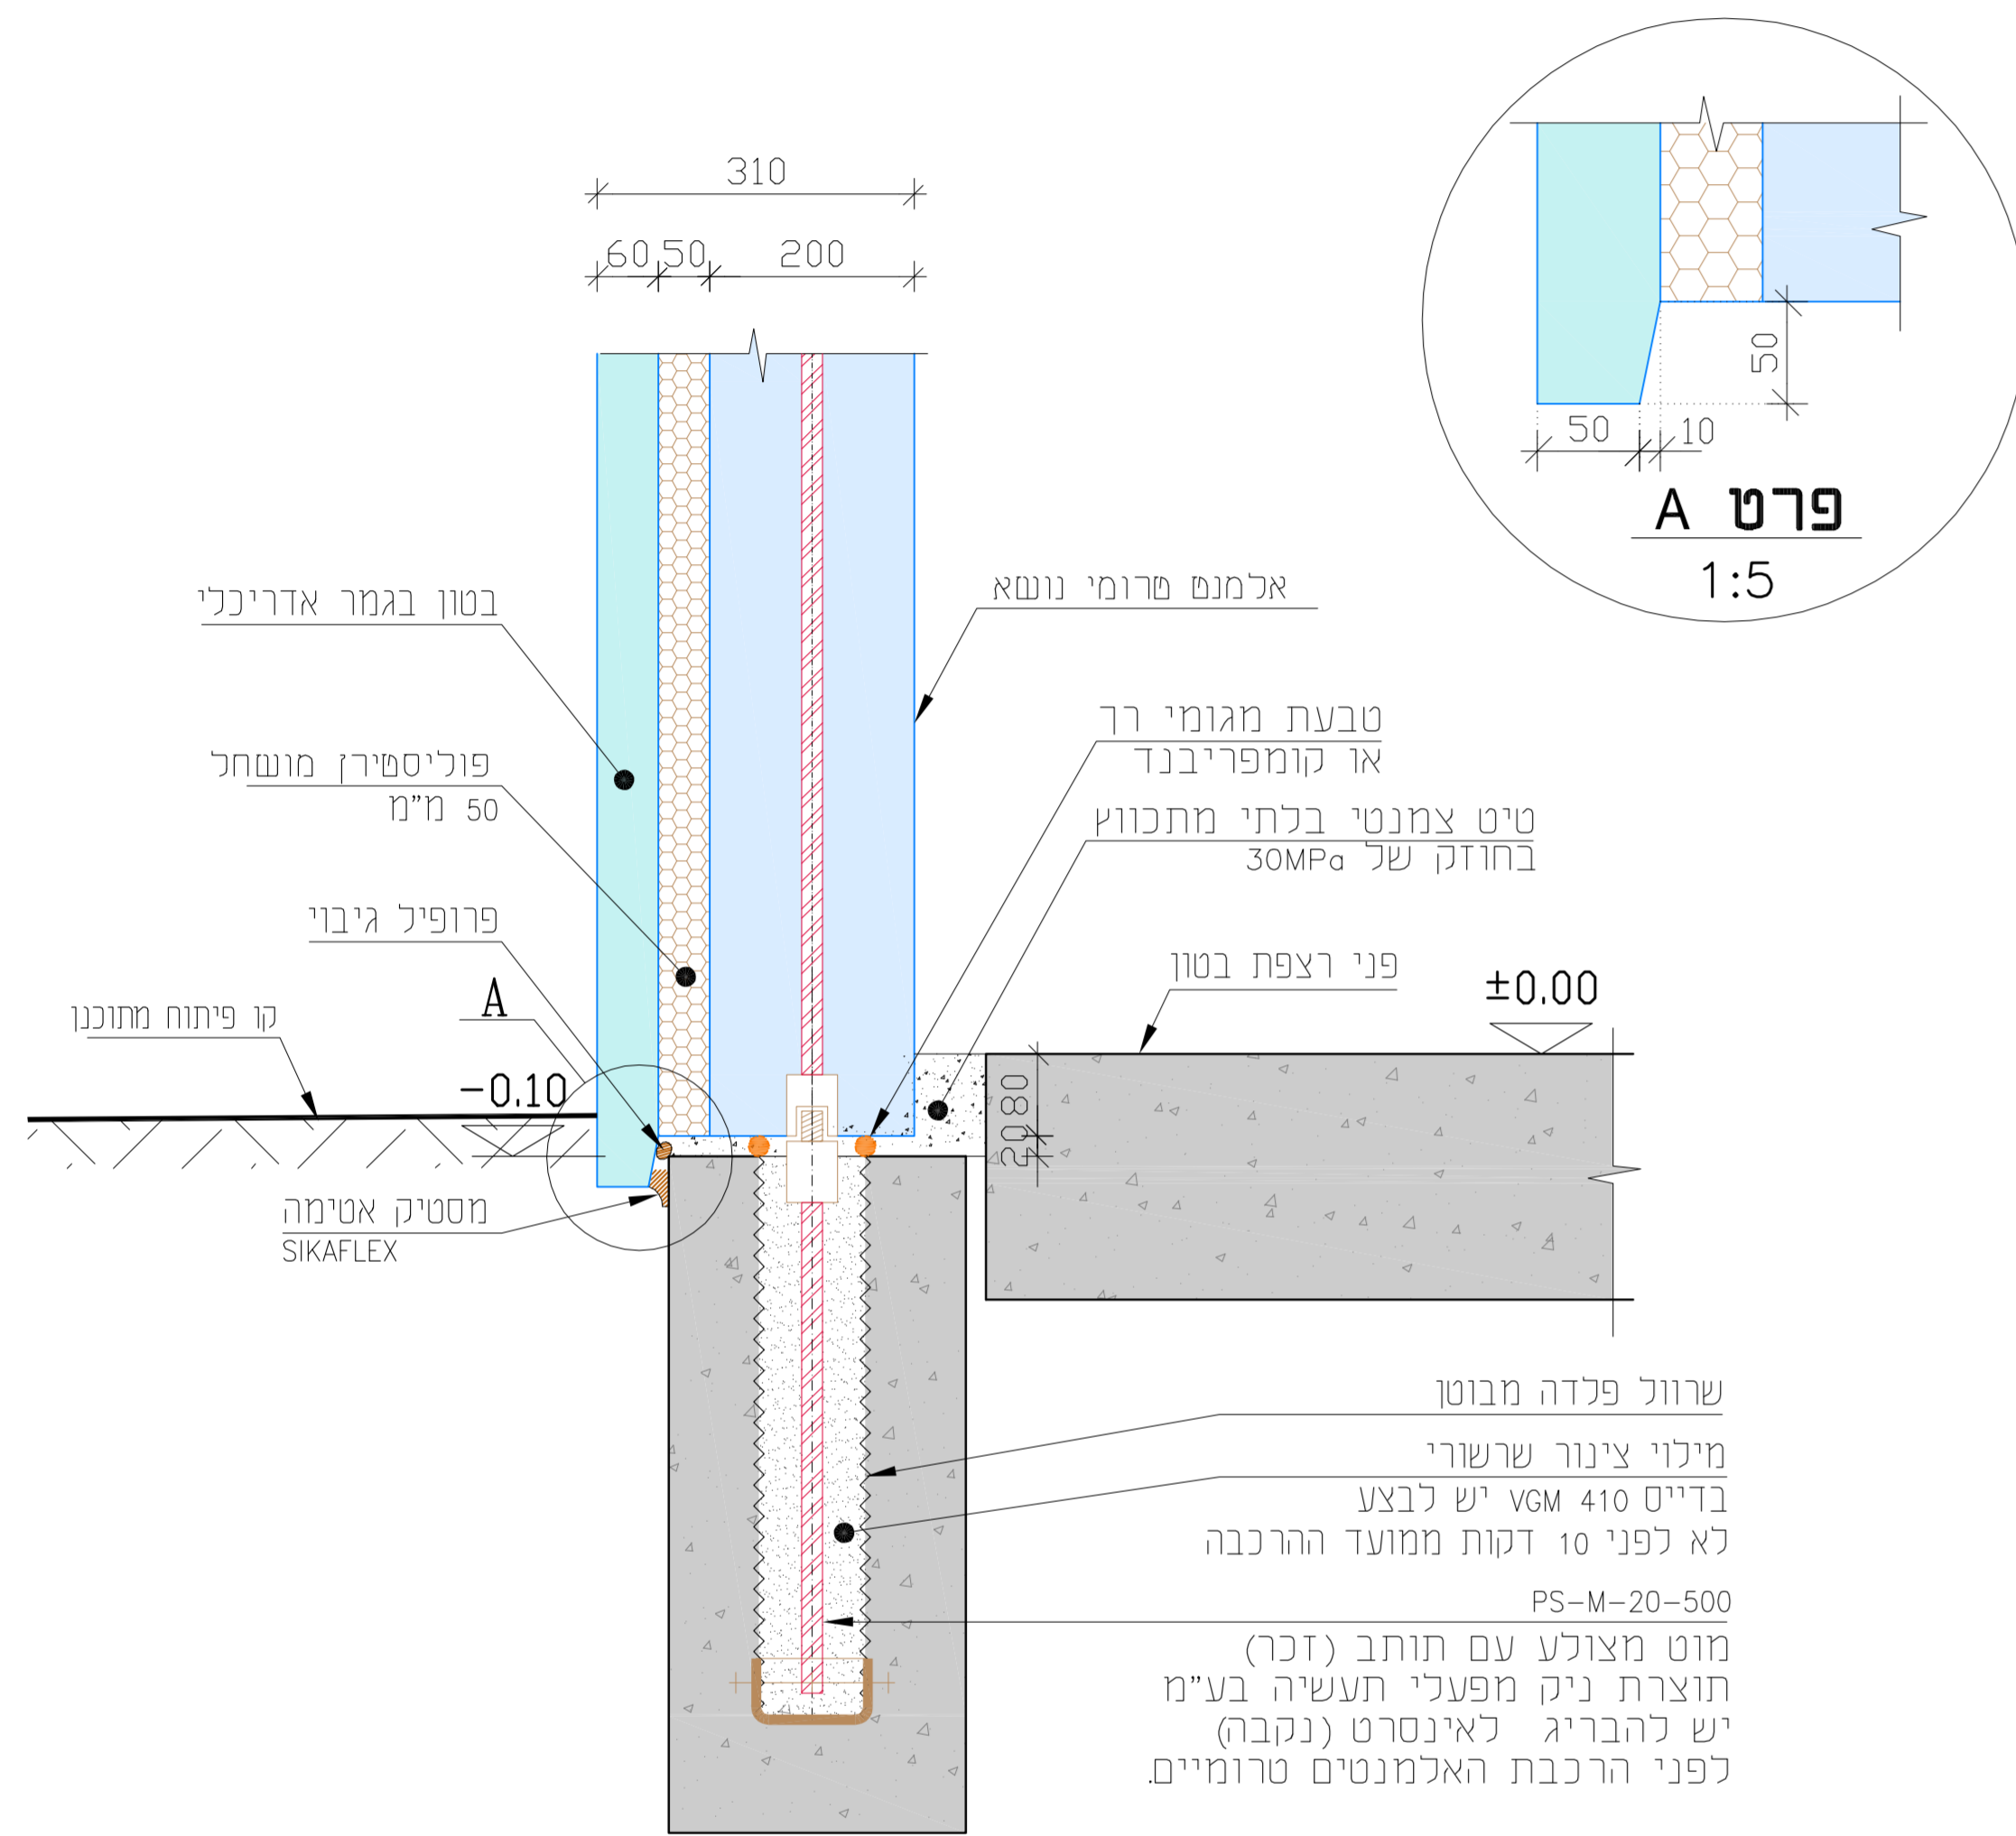 310
60 50 200
50
50 10
פרט A
1:5
בטון בגמר אדריכלי
אלמנט טרומי נושא
פוליסטירן מושחל
50 מ"מ
טבעת מגומי רך
או קומפריבנד
טיט צמנטי בלתי מתכווץ
בחוזק של 30MPa
פרופיל גיבוי
פני רצפת בטון
±0.00
A
קו פיתוח מתוכנן
-0.10
20 80
מסטיק אטימה
SIKAFLEX
שרוול פלדה מבוטן
מילוי צינור שרשורי
בדייס VGM 410 יש לבצע
לא לפני 10 דקות ממועד ההרכבה
PS-M-20-500
מוט מצולע עם תותב (זכר)
תוצרת ניק מפעלי תעשיה בע"מ
יש להבריג לאינסרט (נקבה)
לפני הרכבת האלמנטים טרומיים.